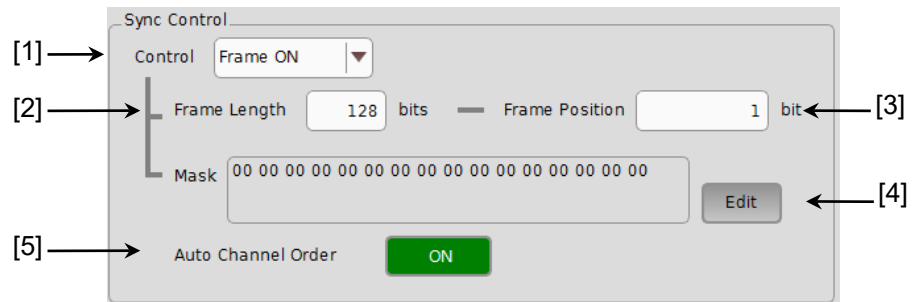 Sync Control
[1] Control Frame ON
[2] Frame Length 128 bits Frame Position 1 bit [3]
Mask 00 00 00 00 00 00 00 00 00 00 00 00 00 00 00 00
Edit [4]
[5] Auto Channel Order ON